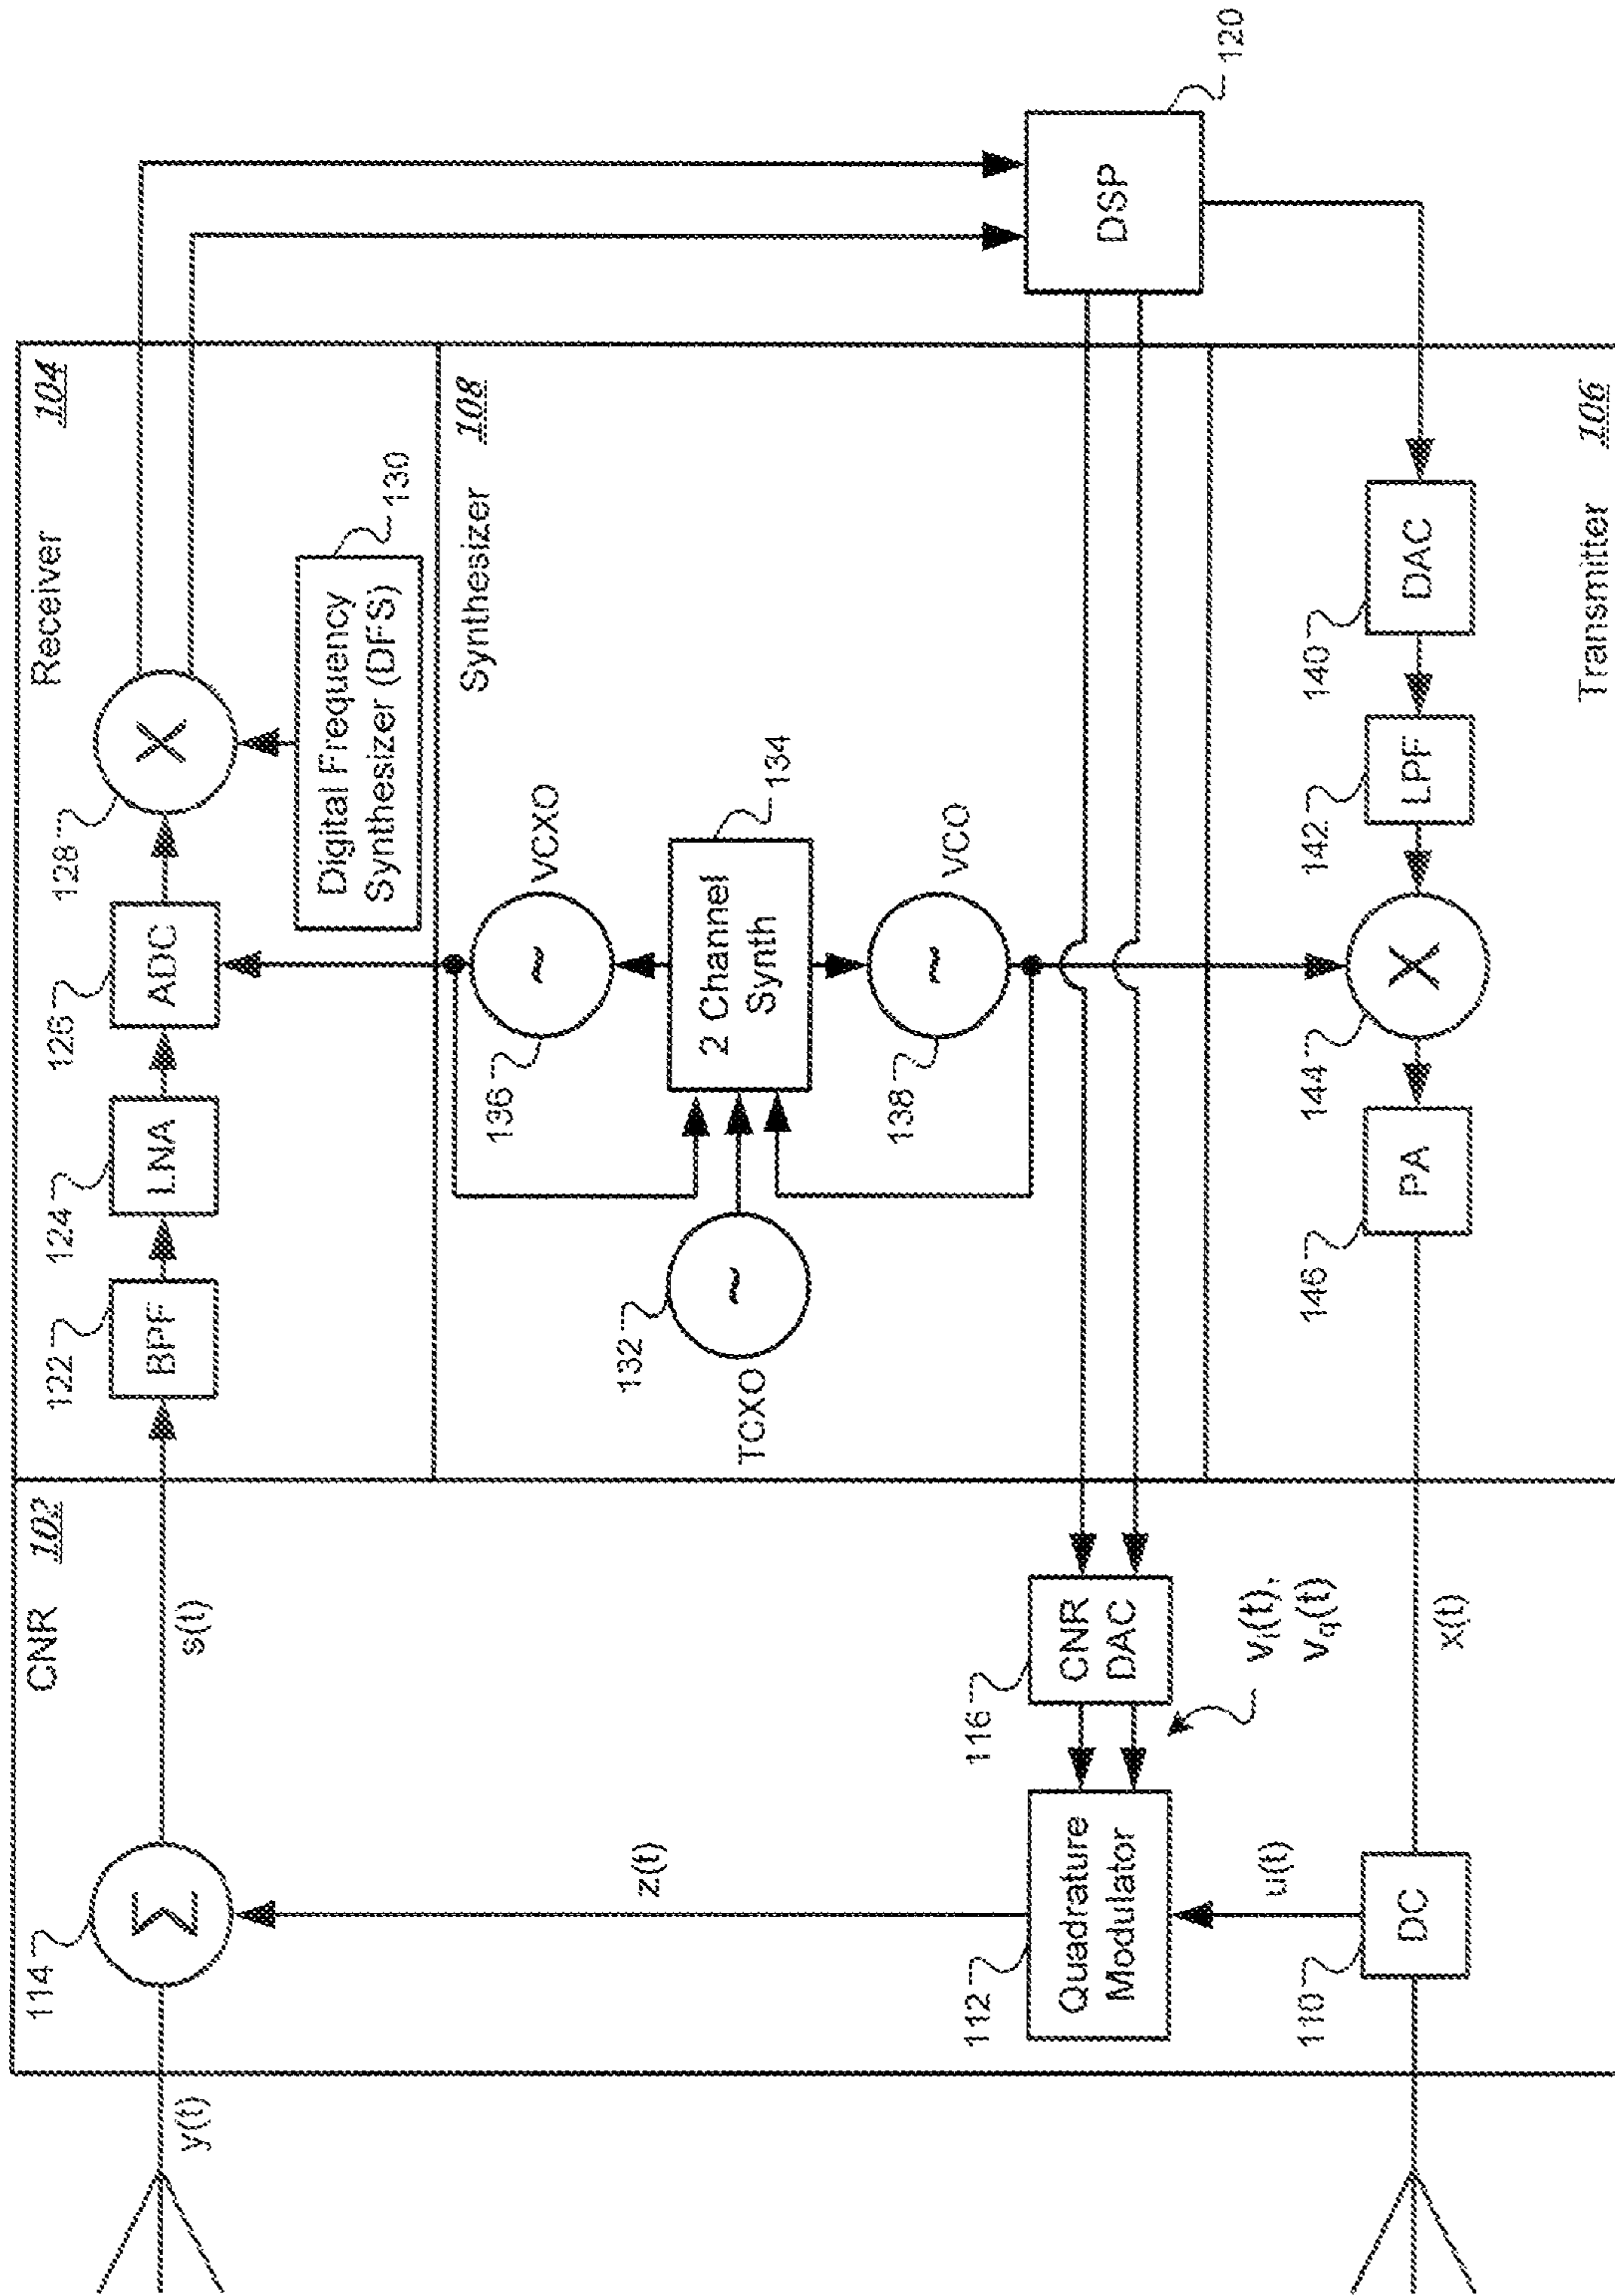 CNR 102
114
Σ
y(t)
s(t)
z(t)
112
Quadrature
Modulator
116
CNR
DAC
vᵢ(t),
v_q(t)
u(t)
110
DC
x(t)
Receiver 104
122
BPF
124
LNA
126
ADC
128
X
130
Digital Frequency
Synthesizer (DFS)
Synthesizer 108
VCXO
136
~
134
2 Channel
Synth
132
~
TCXO
138
~
VCO
DSP
120
Transmitter 106
140
DAC
142
LPF
144
X
146
PA